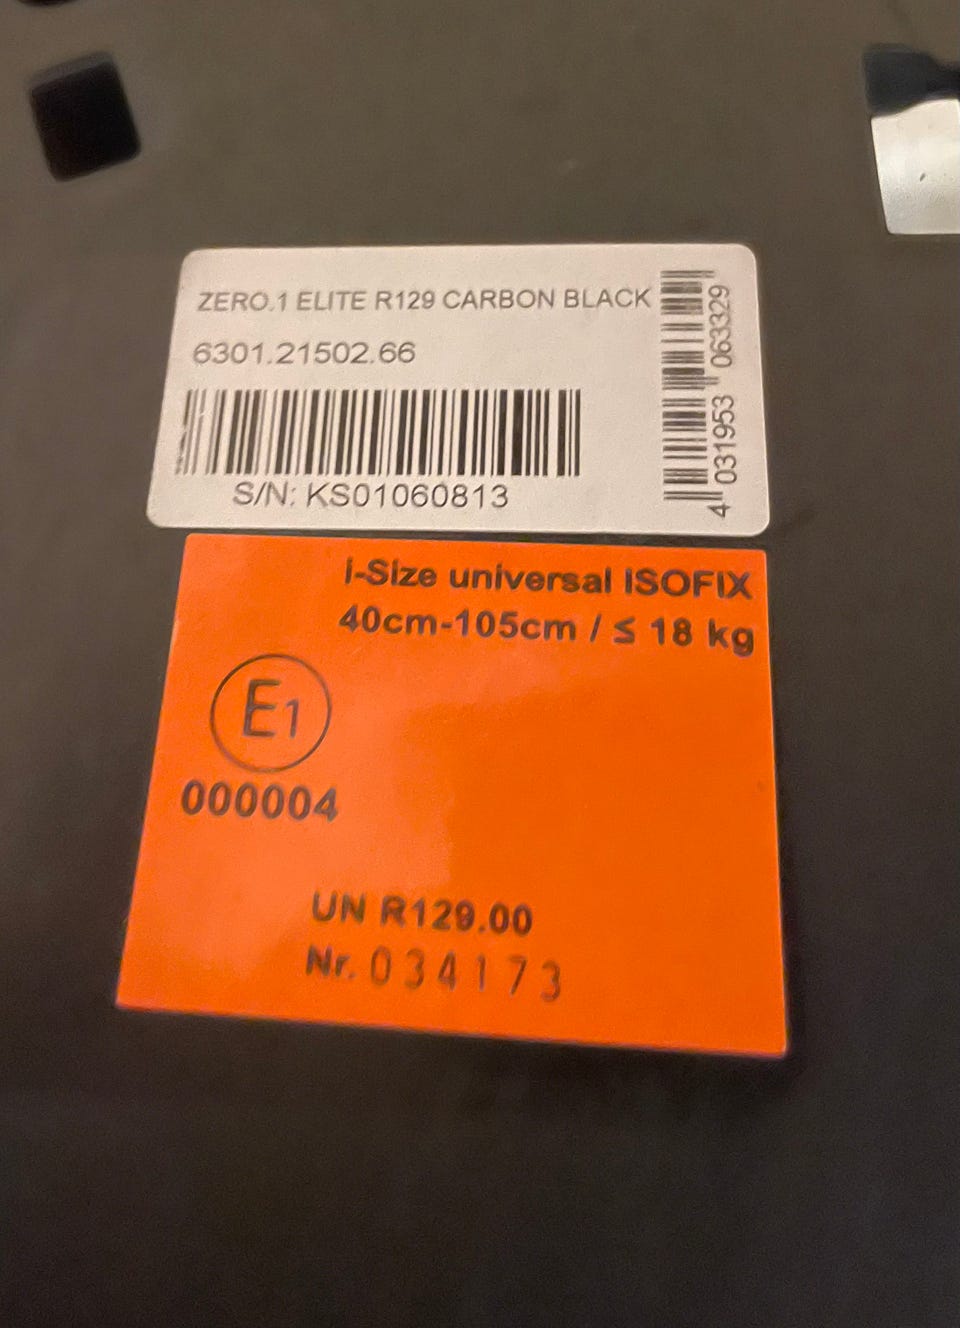 ZERO.1 ELITE R129 CARBON BLACK
6301.21502.66
S/N: KS01060813
4 031953 063329
i-Size universal ISOFIX
40cm-105cm / ≤ 18 kg
E1
000004
UN R129.00
Nr. 034173